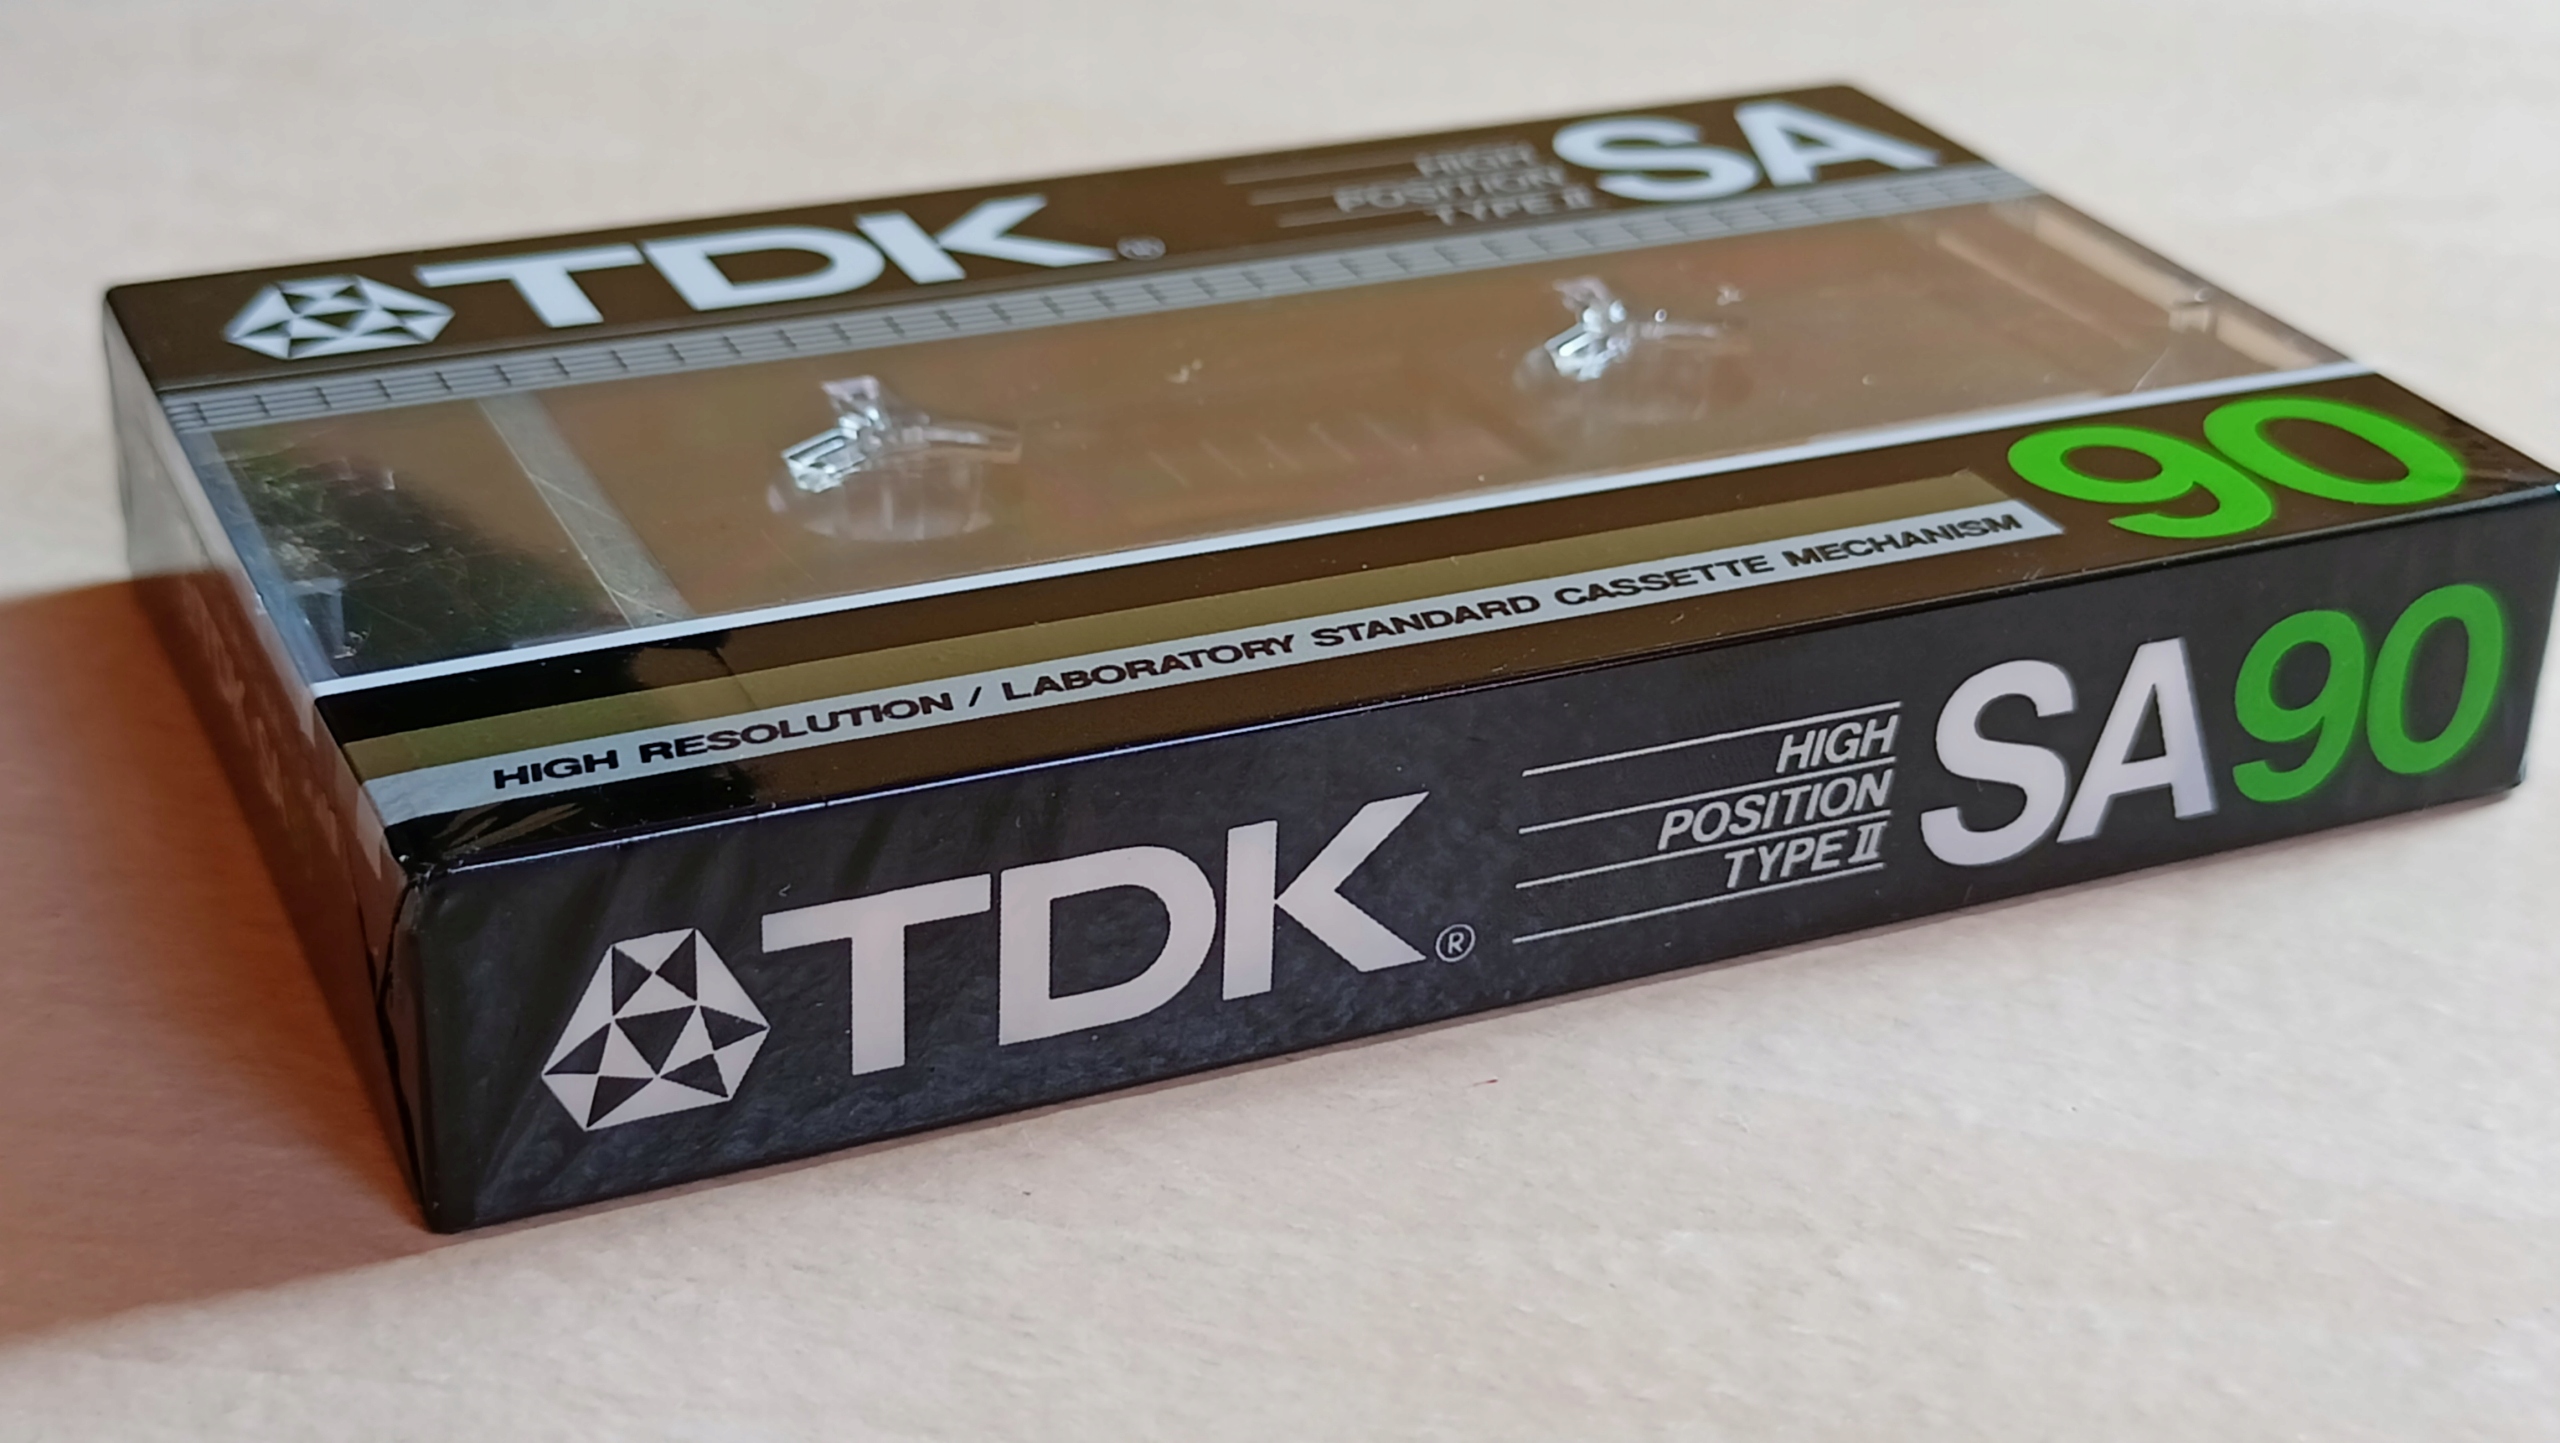 TDK®
HIGH
POSITION
TYPE II
SA
90
HIGH RESOLUTION / LABORATORY STANDARD CASSETTE MECHANISM
TDK®
HIGH
POSITION
TYPE II
SA90